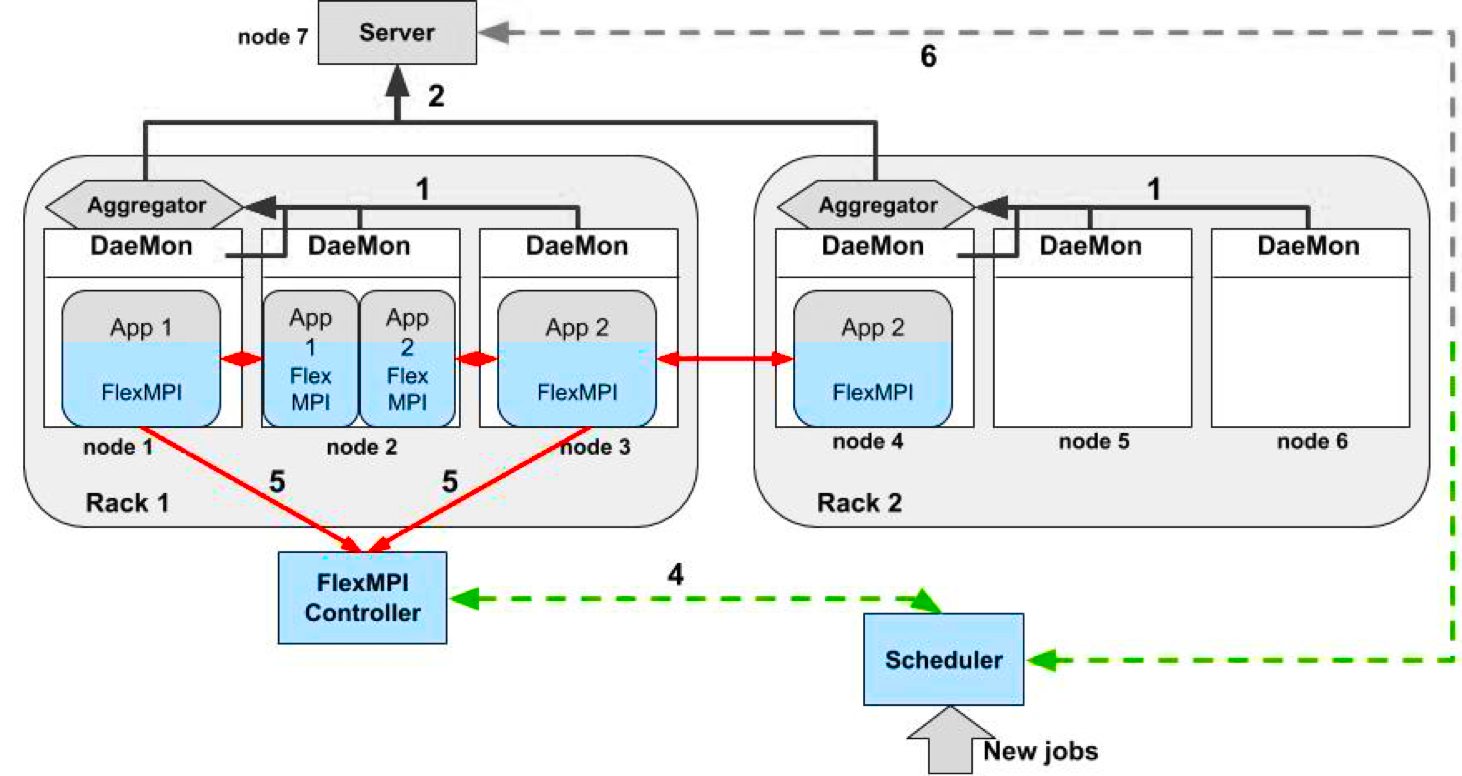 node 7
Server
6
2
1
1
Aggregator
Aggregator
DaeMon
DaeMon
DaeMon
DaeMon
DaeMon
DaeMon
App 1
FlexMPI
App
1
Flex
MPI
App
2
Flex
MPI
App 2
FlexMPI
App 2
FlexMPI
node 1
node 2
node 3
node 4
node 5
node 6
5
5
Rack 1
Rack 2
FlexMPI
Controller
4
Scheduler
New jobs